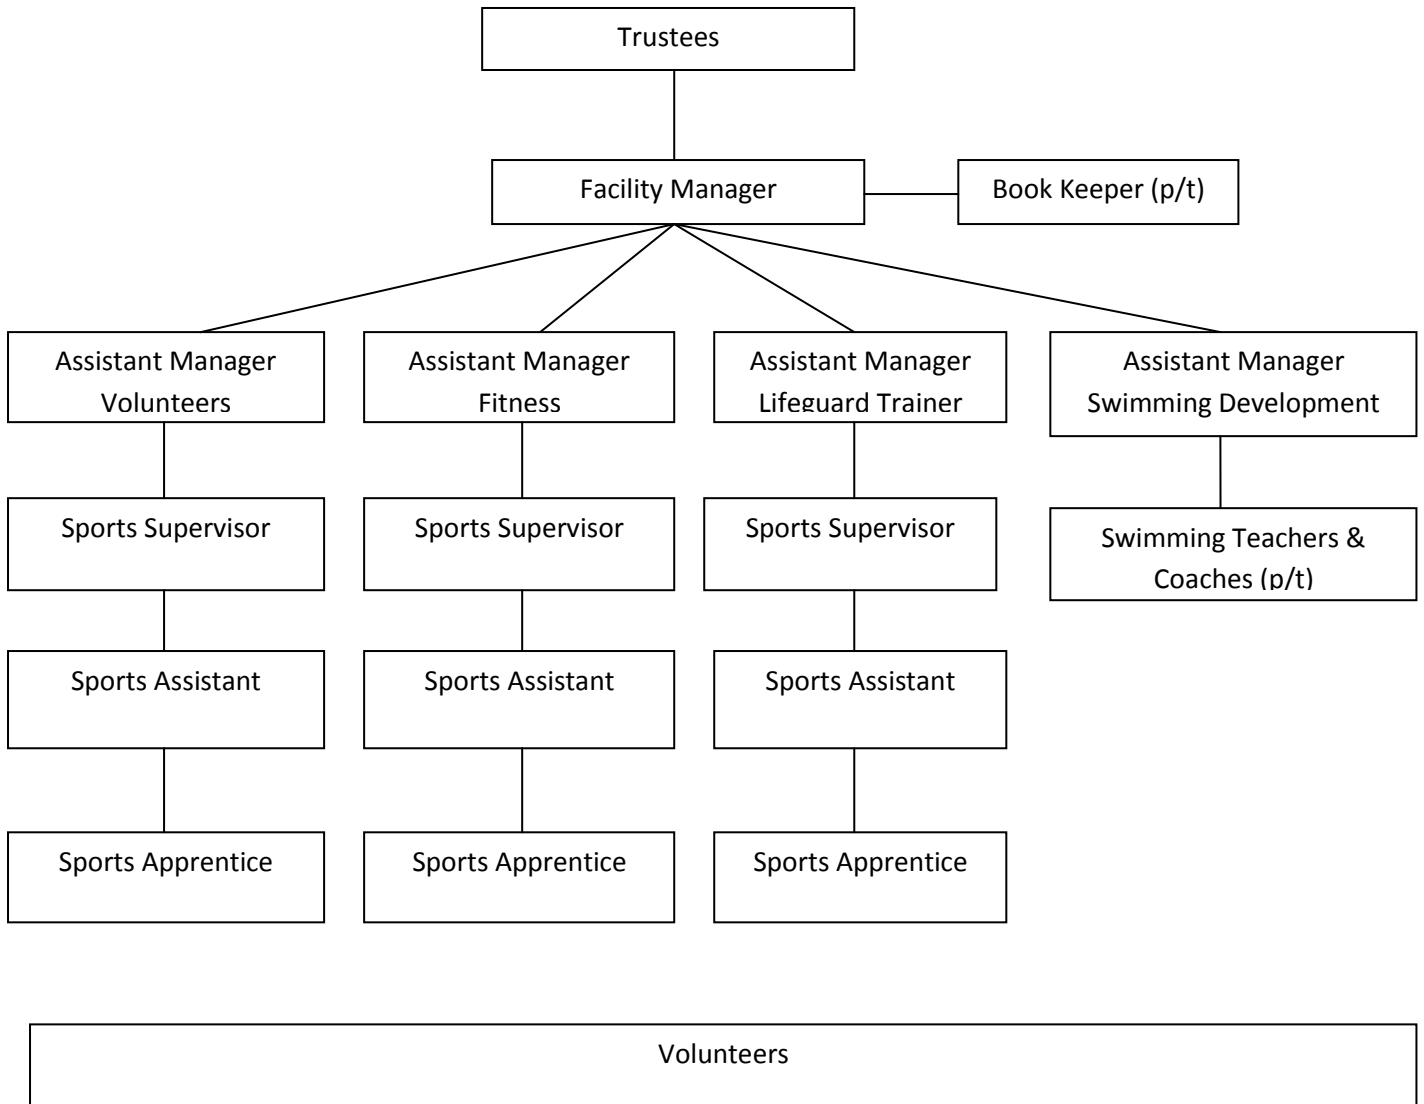 Trustees
Facility Manager
Book Keeper (p/t)
Assistant Manager
Volunteers
Assistant Manager
Fitness
Assistant Manager
Lifeguard Trainer
Assistant Manager
Swimming Development
Sports Supervisor
Sports Supervisor
Sports Supervisor
Swimming Teachers &
Coaches (p/t)
Sports Assistant
Sports Assistant
Sports Assistant
Sports Apprentice
Sports Apprentice
Sports Apprentice
Volunteers